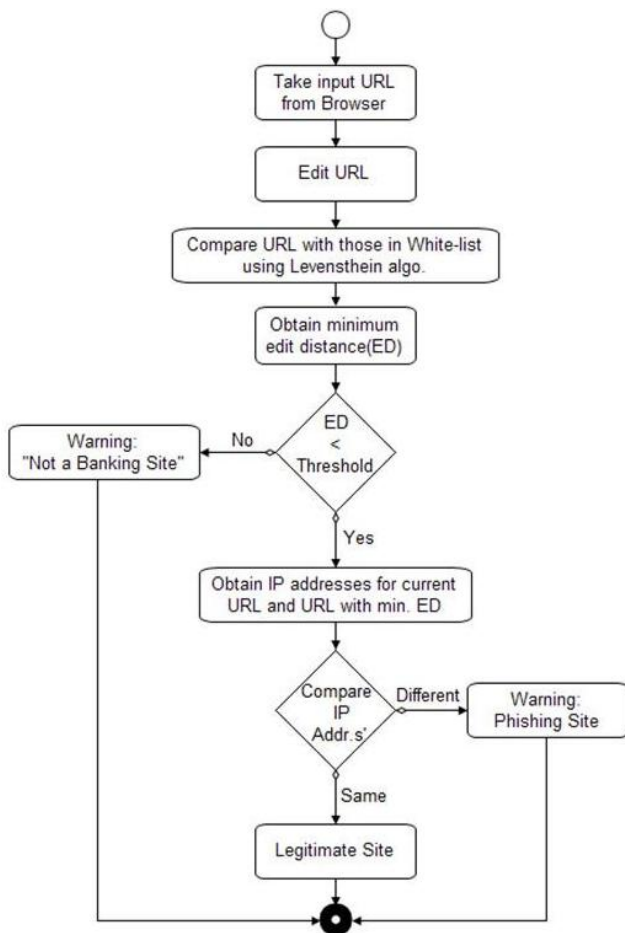 Take input URL
from Browser
Edit URL
Compare URL with those in White-list
using Levensthein algo.
Obtain minimum
edit distance(ED)
ED
<
Threshold
No
Warning:
"Not a Banking Site"
Yes
Obtain IP addresses for current
URL and URL with min. ED
Compare
IP
Addr.s'
Different
Warning:
Phishing Site
Same
Legitimate Site